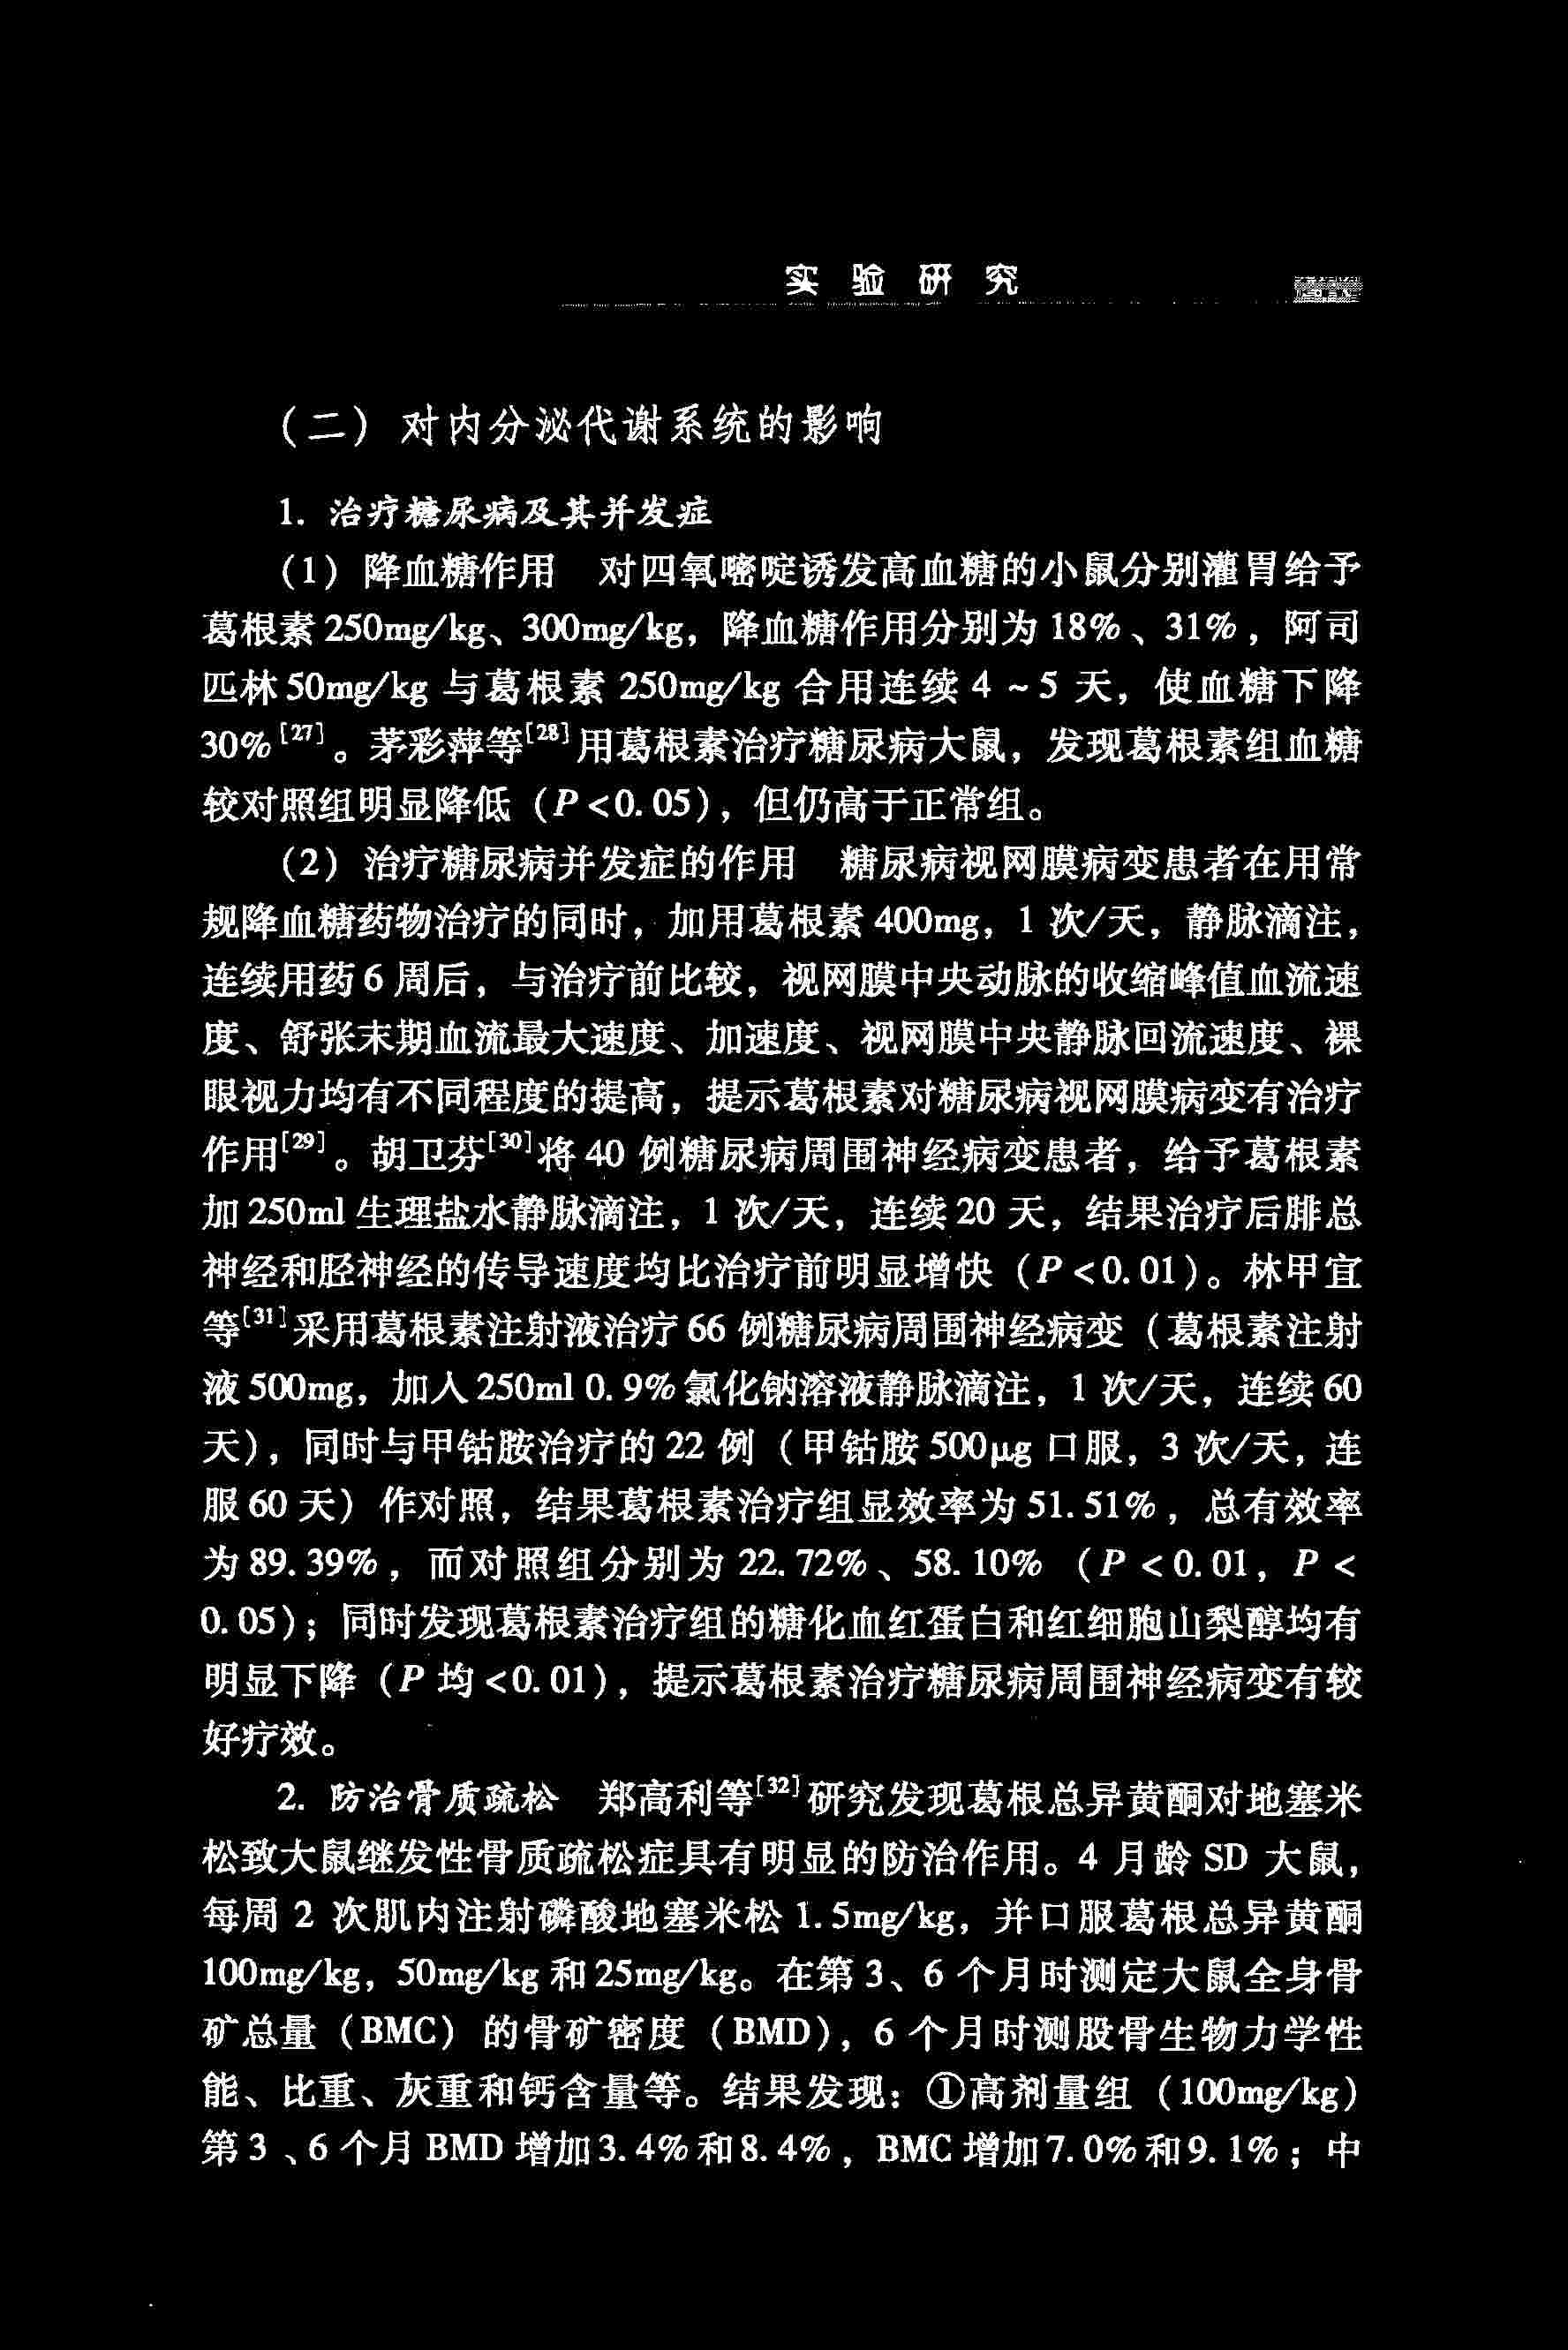 实验研究
（二）对内分泌代谢系统的影响
1. 治疗糖尿病及其并发症
（1）降血糖作用　对四氧嘧啶诱发高血糖的小鼠分别灌胃给予
葛根素250mg/kg、300mg/kg，降血糖作用分别为18%、31%，阿司
匹林50mg/kg与葛根素250mg/kg合用连续4~5天，使血糖下降
30%[27]。茅彩萍等[28]用葛根素治疗糖尿病大鼠，发现葛根素组血糖
较对照组明显降低（P<0.05），但仍高于正常组。
（2）治疗糖尿病并发症的作用　糖尿病视网膜病变患者在用常
规降血糖药物治疗的同时，加用葛根素400mg，1次/天，静脉滴注，
连续用药6周后，与治疗前比较，视网膜中央动脉的收缩峰值血流速
度、舒张末期血流最大速度、加速度、视网膜中央静脉回流速度、裸
眼视力均有不同程度的提高，提示葛根素对糖尿病视网膜病变有治疗
作用[29]。胡卫芬[30]将40例糖尿病周围神经病变患者，给予葛根素
加250ml生理盐水静脉滴注，1次/天，连续20天，结果治疗后腓总
神经和胫神经的传导速度均比治疗前明显增快（P<0.01）。林甲宜
等[31]采用葛根素注射液治疗66例糖尿病周围神经病变（葛根素注射
液500mg，加入250ml 0.9%氯化钠溶液静脉滴注，1次/天，连续60
天），同时与甲钴胺治疗的22例（甲钴胺500μg口服，3次/天，连
服60天）作对照，结果葛根素治疗组显效率为51.51%，总有效率
为89.39%，而对照组分别为22.72%、58.10%（P<0.01，P<
0.05）；同时发现葛根素治疗组的糖化血红蛋白和红细胞山梨醇均有
明显下降（P均<0.01），提示葛根素治疗糖尿病周围神经病变有较
好疗效。
2. 防治骨质疏松　郑高利等[32]研究发现葛根总异黄酮对地塞米
松致大鼠继发性骨质疏松症具有明显的防治作用。4月龄SD大鼠，
每周2次肌内注射磷酸地塞米松1.5mg/kg，并口服葛根总异黄酮
100mg/kg，50mg/kg和25mg/kg。在第3、6个月时测定大鼠全身骨
矿总量（BMC）的骨矿密度（BMD），6个月时测股骨生物力学性
能、比重、灰重和钙含量等。结果发现：①高剂量组（100mg/kg）
第3、6个月BMD增加3.4%和8.4%，BMC增加7.0%和9.1%；中